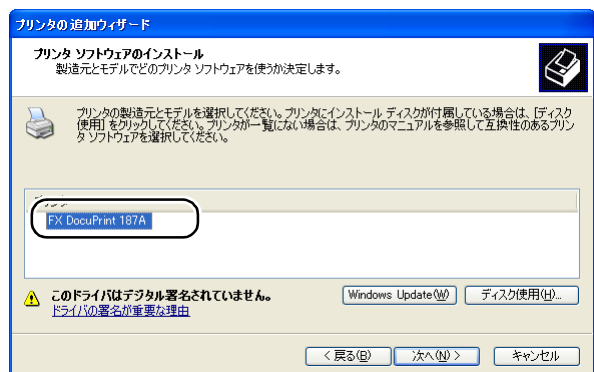 プリンタの追加ウィザード
プリンタ ソフトウェアのインストール
製造元とモデルでどのプリンタ ソフトウェアを使うか決定します。
プリンタの製造元とモデルを選択してください。プリンタにインストール ディスクが付属している場合は、[ディスク
使用] をクリックしてください。プリンタが一覧にない場合は、プリンタのマニュアルを参照して互換性のあるプリン
タ ソフトウェアを選択してください。
FX DocuPrint 187A
このドライバはデジタル署名されていません。
ドライバの署名が重要な理由
Windows Update(W)
ディスク使用(H)...
< 戻る(B)
次へ(N) >
キャンセル